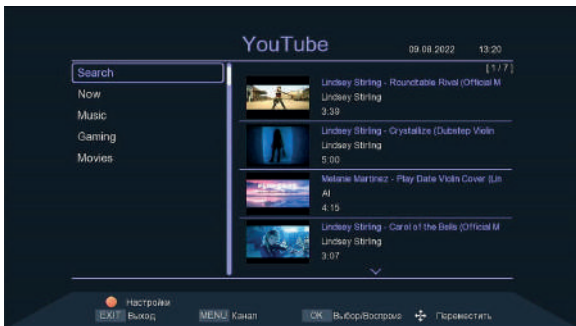 YouTube
09.08.2022 13:20
[1/7]
Search
Now
Music
Gaming
Movies
Lindsey Stirling - Roundtable Rival (Official M
Lindsey Stirling
3:39
Lindsey Stirling - Crystallize (Dubstep Violin
Lindsey Stirling
5:00
Melanie Martinez - Play Date Violin Cover (Lin
Al
4:15
Lindsey Stirling - Carol of the Bells (Official M
Lindsey Stirling
3:07
Настройки
EXIT Выход MENU Канал OK Выбор/Воспроив Переместить